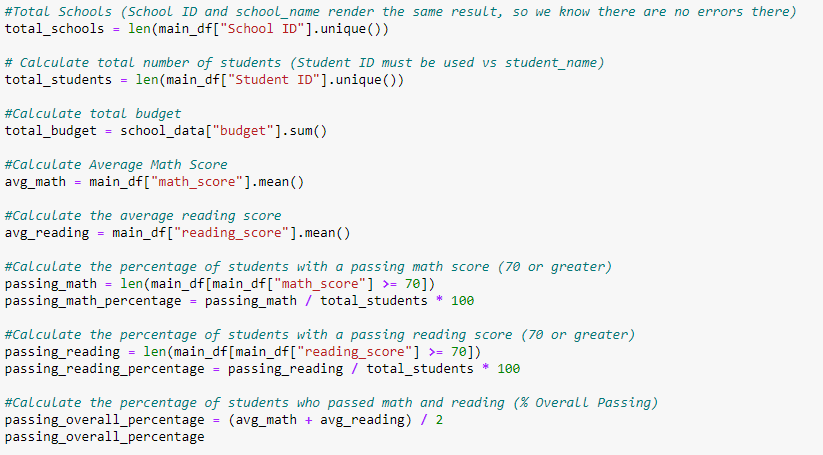 #Total Schools (School ID and school_name render the same result, so we know there are no errors there)
total_schools = len(main_df["School ID"].unique())
# Calculate total number of students (Student ID must be used vs student_name)
total_students = len(main_df["Student ID"].unique())
#Calculate total budget
total_budget = school_data["budget"].sum()
#Calculate Average Math Score
avg_math = main_df["math_score"].mean()
#Calculate the average reading score
avg_reading = main_df["reading_score"].mean()
#Calculate the percentage of students with a passing math score (70 or greater)
passing_math = len(main_df[main_df["math_score"] >= 70])
passing_math_percentage = passing_math / total_students * 100
#Calculate the percentage of students with a passing reading score (70 or greater)
passing_reading = len(main_df[main_df["reading_score"] >= 70])
passing_reading_percentage = passing_reading / total_students * 100
#Calculate the percentage of students who passed math and reading (% Overall Passing)
passing_overall_percentage = (avg_math + avg_reading) / 2
passing_overall_percentage